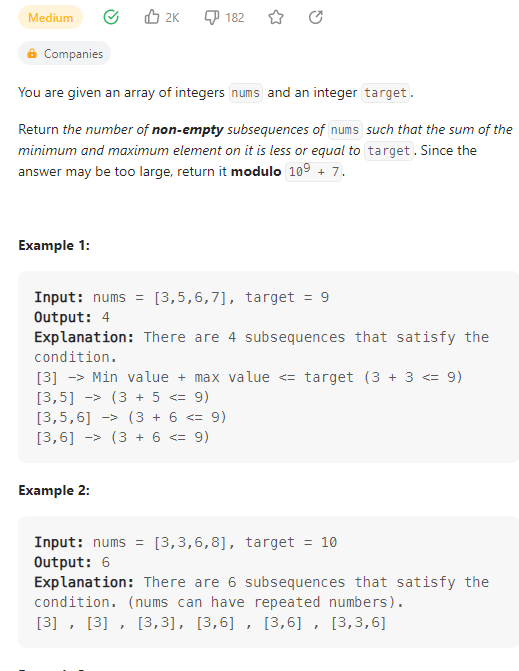 Medium 2K 182
Companies
You are given an array of integers nums and an integer target.
Return the number of non-empty subsequences of nums such that the sum of the
minimum and maximum element on it is less or equal to target. Since the
answer may be too large, return it modulo 10⁹ + 7.
Example 1:
Input: nums = [3,5,6,7], target = 9
Output: 4
Explanation: There are 4 subsequences that satisfy the
condition.
[3] -> Min value + max value <= target (3 + 3 <= 9)
[3,5] -> (3 + 5 <= 9)
[3,5,6] -> (3 + 6 <= 9)
[3,6] -> (3 + 6 <= 9)
Example 2:
Input: nums = [3,3,6,8], target = 10
Output: 6
Explanation: There are 6 subsequences that satisfy the
condition. (nums can have repeated numbers).
[3] , [3] , [3,3], [3,6] , [3,6] , [3,3,6]